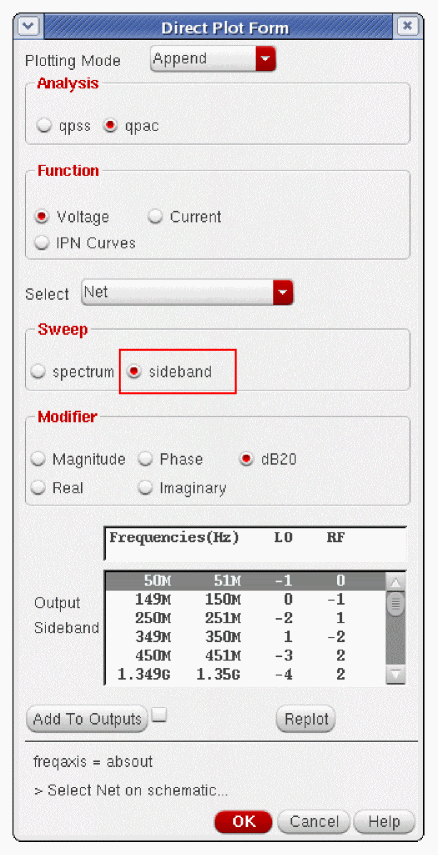 Direct Plot Form
Plotting Mode Append
Analysis
qpss qpac
Function
Voltage Current
IPN Curves
Select Net
Sweep
spectrum sideband
Modifier
Magnitude Phase dB20
Real Imaginary
Frequencies(Hz) LO RF
Output
Sideband
50M 51M -1 0
149M 150M 0 -1
250M 251M -2 1
349M 350M 1 -2
450M 451M -3 2
1.349G 1.35G -4 2
Add To Outputs Replot
freqaxis = absout
> Select Net on schematic...
OK Cancel Help